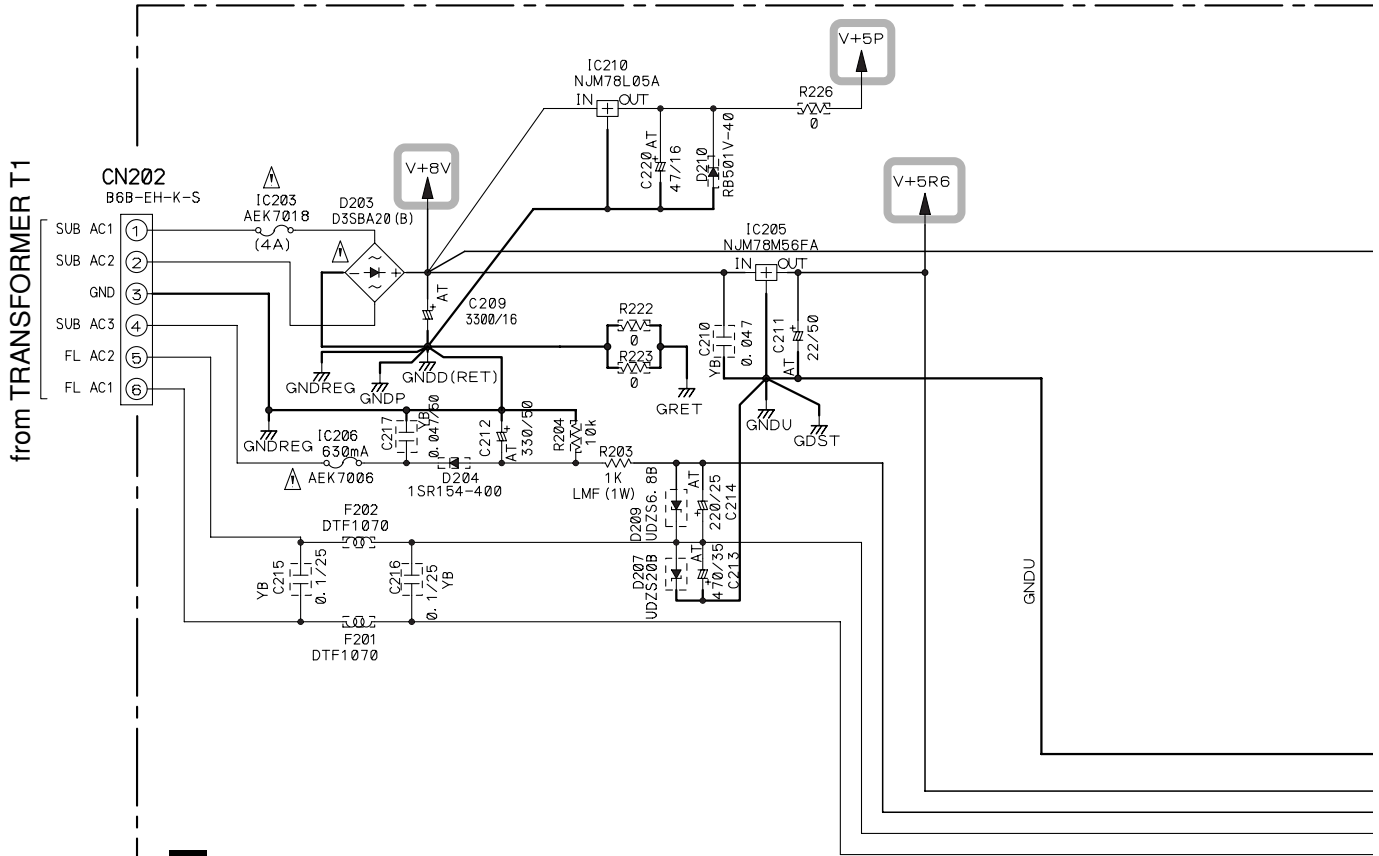 V+5P
IC210
NJM78L05A
IN OUT
R226
0
C220
AT
47/16
D210
RB501V-40
from TRANSFORMER T1
CN202
B6B-EH-K-S
SUB AC1 1
SUB AC2 2
GND 3
SUB AC3 4
FL AC2 5
FL AC1 6
IC203
AEK7018
(4A)
D203
D3SBA20(B)
V+8V
V+5R6
IC205
NJM78M56FA
IN OUT
AT
C209
3300/16
R222
0
R223
0
C210
YB
0.047
C211
AT
22/50
GNDREG
GNDP
GNDD(RET)
GRET
GNDU
GDST
GNDREG
IC206
630mA
AEK7006
C217
YB
0.047/50
C212
AT
330/50
R204
10k
D204
1SR154-400
R203
1K
LMF(1W)
D209
UDZS6.8B
AT
220/25
C214
F202
DTF1070
YB
C215
0.1/25
C216
0.1/25
YB
F201
DTF1070
D207
UDZS20B
AT
470/35
C213
GNDU